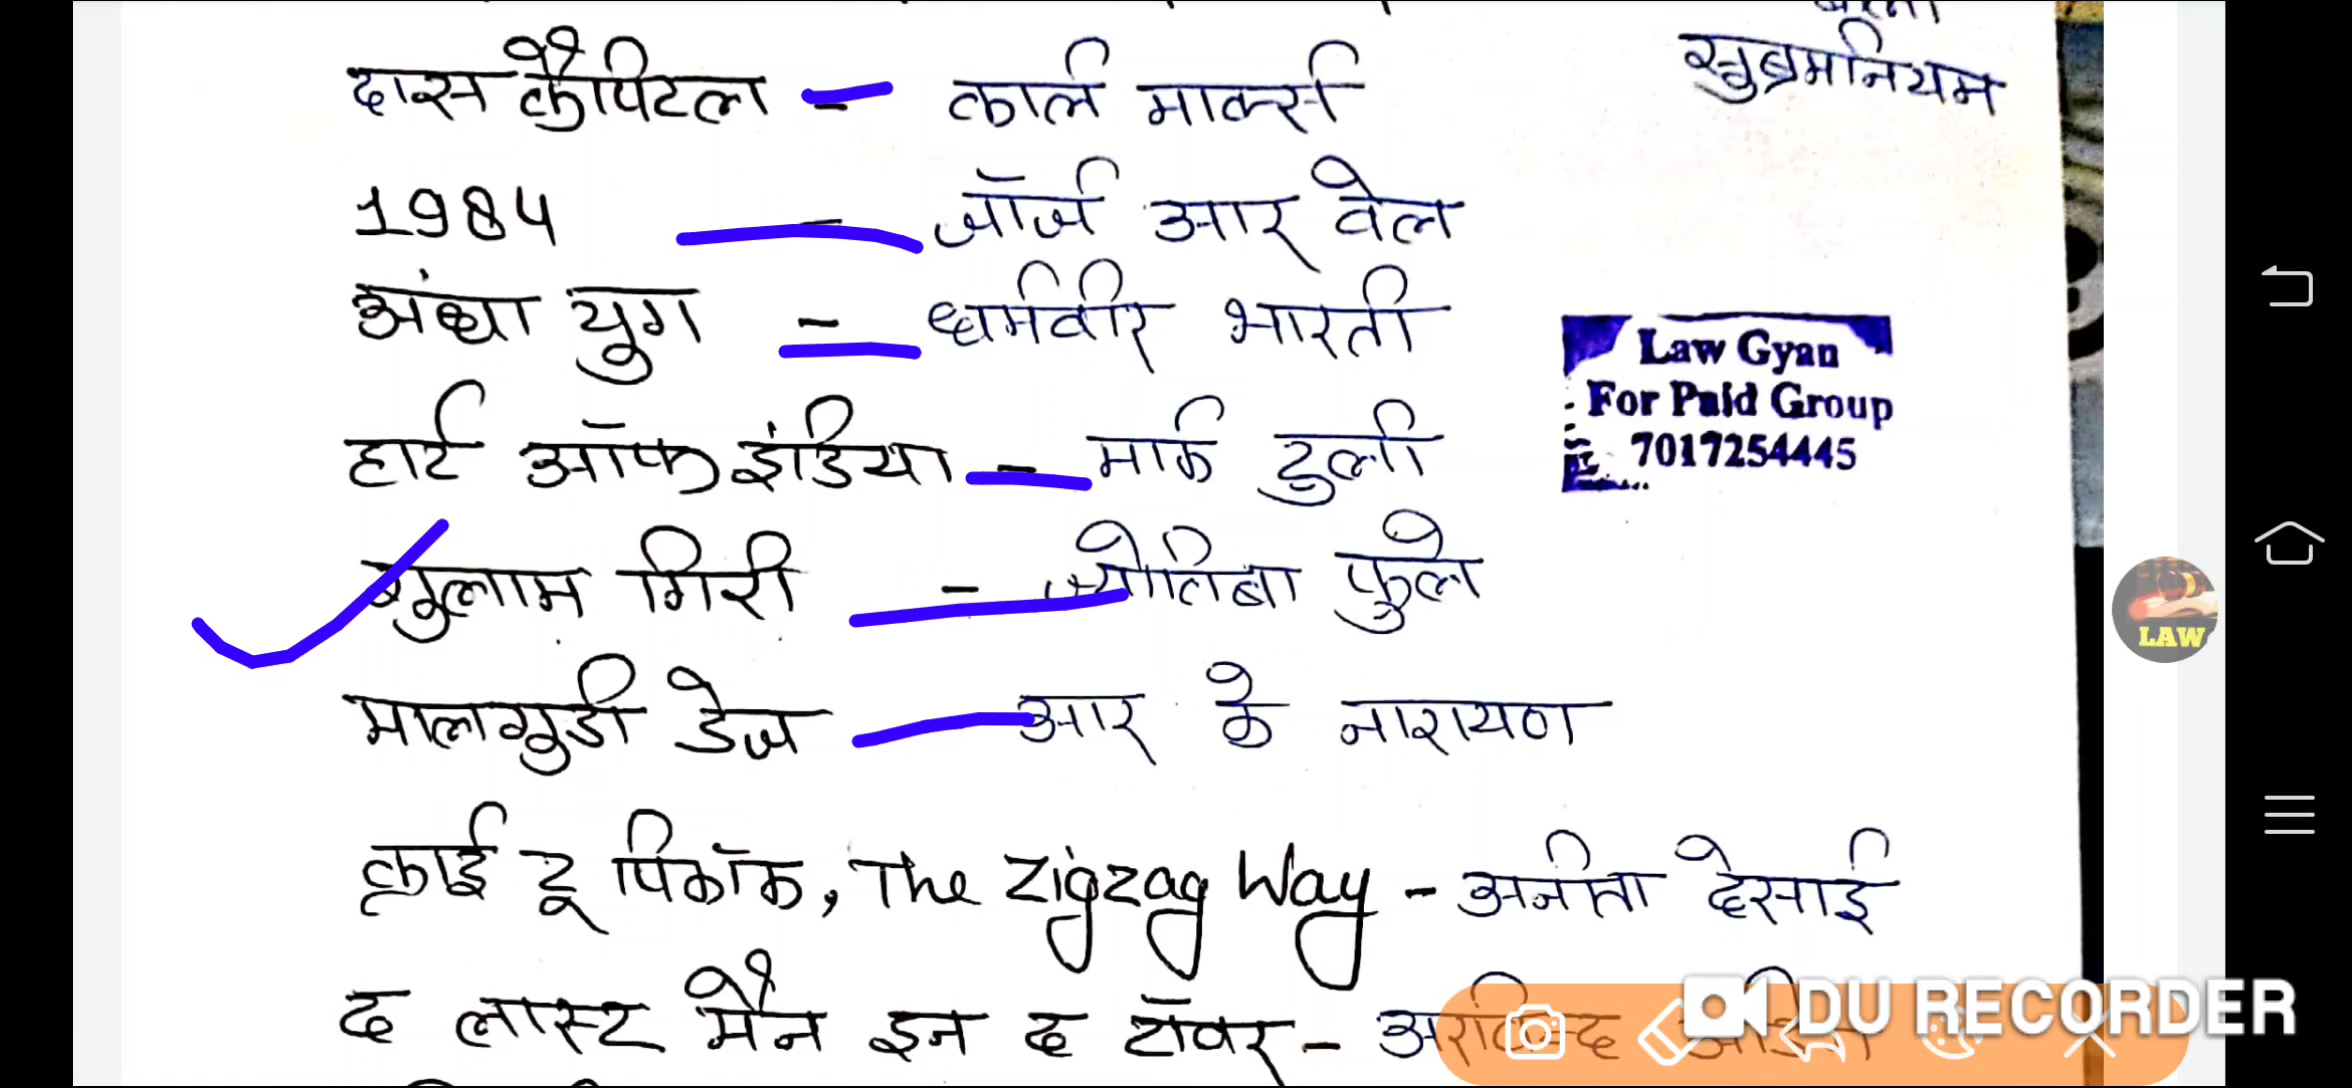 सुब्रमनियम
दास कैपिटल - कार्ल मार्क्स
1984 - जॉर्ज आर वेल
अंधा युग - धर्मवीर भारती
हार्ट ऑफ इंडिया - मार्क टुली
Law Gyan
For Paid Group
7017254445
गुलाम गिरी - ज्योतिबा फुले
LAW
मालगुडी डेज - आर के नारायण
क्राई टू पिकॉक, The Zigzag Way - अनीता देसाई
द लास्ट मैन इन द टॉवर - अरविन्द
DU RECORDER